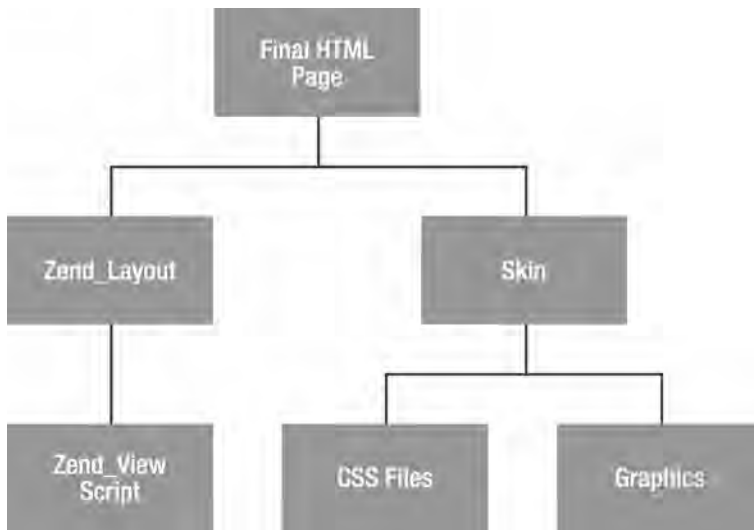 Final HTML
Page
Zend_Layout
Skin
Zend_View
Script
CSS Files
Graphics